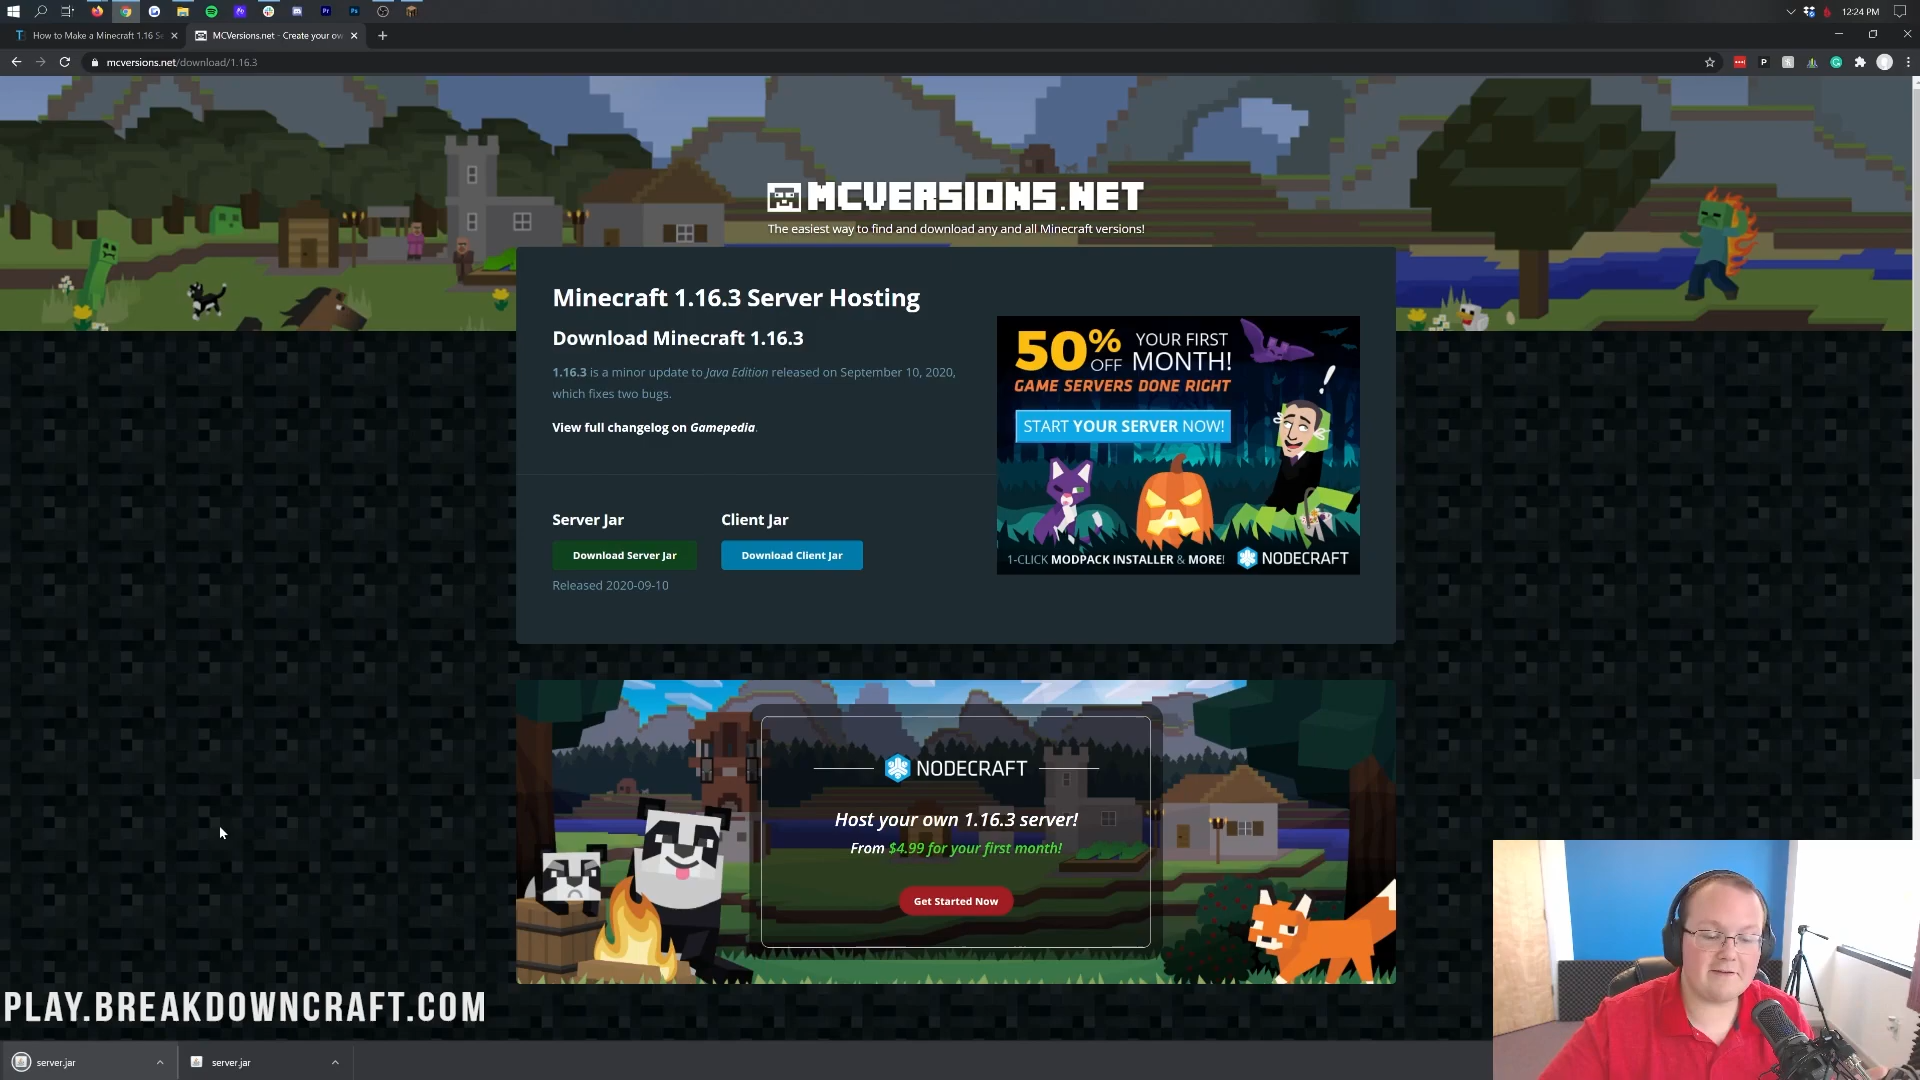 12:24 PM
How to Make a Minecraft 1.16 Se
MCVersions.net - Create your ow
mcversions.net/download/1.16.3
MCVERSIONS.NET
The easiest way to find and download any and all Minecraft versions!
Minecraft 1.16.3 Server Hosting
Download Minecraft 1.16.3
1.16.3 is a minor update to Java Edition released on September 10, 2020,
which fixes two bugs.
View full changelog on Gamepedia.
Server Jar
Client Jar
Download Server Jar
Download Client Jar
Released 2020-09-10
50% OFF YOUR FIRST MONTH!
GAME SERVERS DONE RIGHT
START YOUR SERVER NOW!
1-CLICK MODPACK INSTALLER & MORE!
NODECRAFT
NODECRAFT
Host your own 1.16.3 server!
From $4.99 for your first month!
Get Started Now
PLAY.BREAKDOWNCRAFT.COM
server.jar
server.jar